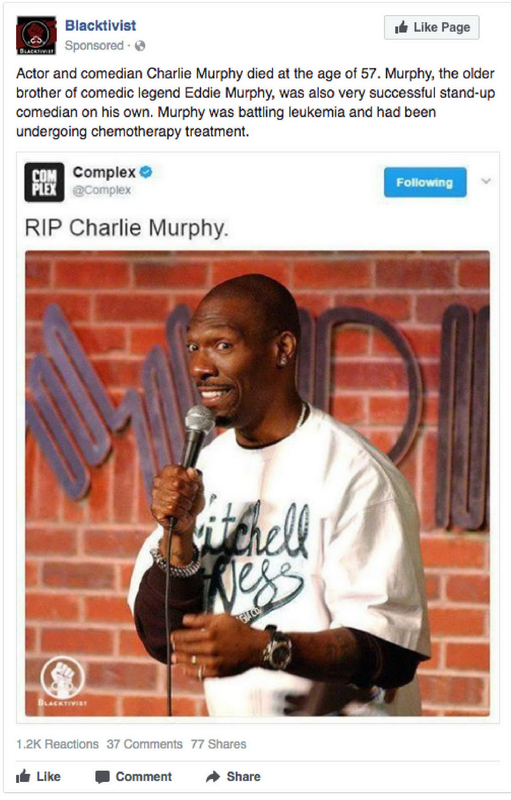 Blacktivist
Like Page
Sponsored ·
BLACKTIVIST
Actor and comedian Charlie Murphy died at the age of 57. Murphy, the older
brother of comedic legend Eddie Murphy, was also very successful stand-up
comedian on his own. Murphy was battling leukemia and had been
undergoing chemotherapy treatment.
COM
PLEX
Complex
@Complex
Following
RIP Charlie Murphy.
itchell
Ness
BLACKTIVIST
1.2K Reactions 37 Comments 77 Shares
Like Comment Share